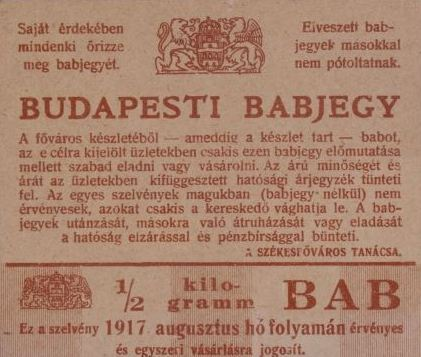 Saját érdekében
mindenki őrizze
meg babjegyét.
Elveszett bab-
jegyek másokkal
nem pótoltatnak.
BUDAPESTI BABJEGY
A főváros készletéből — ameddig a készlet tart — babot,
az e célra kijelölt üzletekben csakis ezen babjegy előmutatása
mellett szabad eladni vagy vásárolni. Az árú minőségét és
árát az üzletekben kifüggesztett hatósági árjegyzék tünteti
fel. Az egyes szelvények magukban (babjegy nélkül) nem
érvényesek, azokat csakis a kereskedő vághatja le. A bab-
jegyek utánzását, másokra való átruházását vagy eladását
a hatóság elzárással és pénzbirsággal bünteti.
A SZÉKESFŐVÁROS TANÁCSA.
1/2 kilo-
gramm BAB
Ez a szelvény 1917. augusztus hó folyamán érvényes
és egyszeri vásárlásra jogosít.